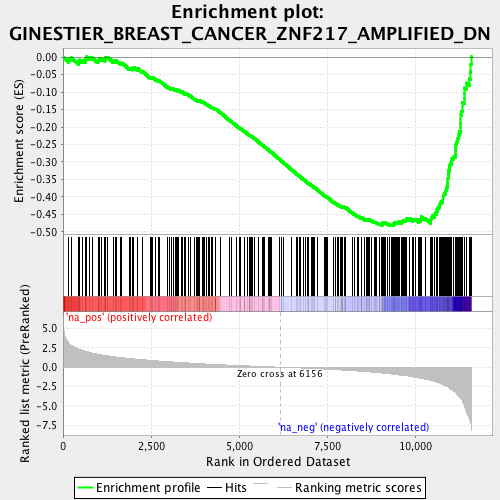 Enrichment plot:
GINESTIER_BREAST_CANCER_ZNF217_AMPLIFIED_DN
Enrichment score (ES)
0.00
-0.05
-0.10
-0.15
-0.20
-0.25
-0.30
-0.35
-0.40
-0.45
-0.50
'na_pos' (positively correlated)
Ranked list metric (PreRanked)
5.0
2.5
0.0
-2.5
-5.0
-7.5
Zero cross at 6156
'na_neg' (negatively correlated)
0
2,500
5,000
7,500
10,000
Rank in Ordered Dataset
Enrichment profile
Hits
Ranking metric scores